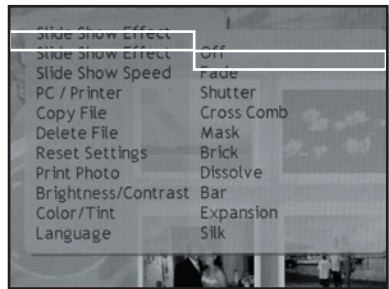 Slide Show Effect
Slide Show Effect Off
Slide Show Speed Fade
PC / Printer Shutter
Copy File Cross Comb
Delete File Mask
Reset Settings Brick
Print Photo Dissolve
Brightness/Contrast Bar
Color/Tint Expansion
Language Silk